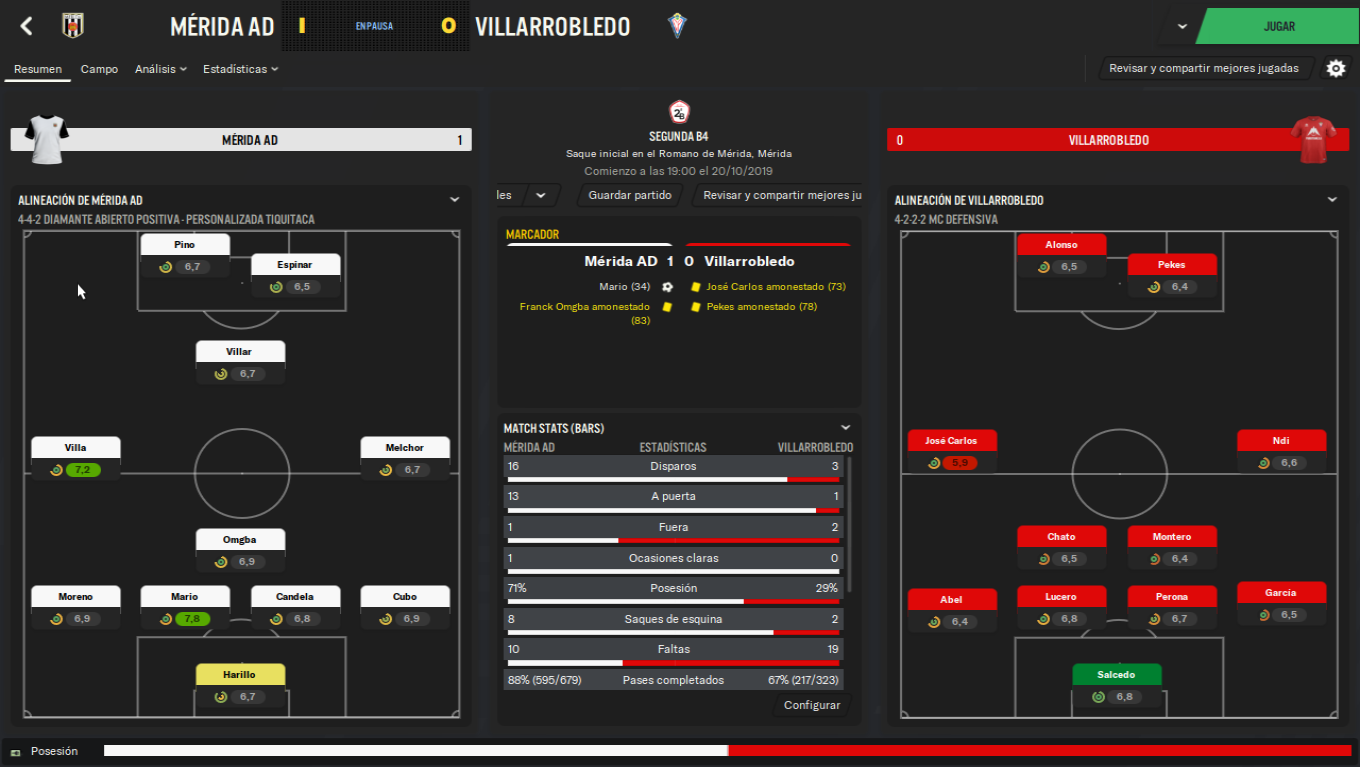 MÉRIDA AD 1 EN PAUSA 0 VILLARROBLEDO
JUGAR
Resumen Campo Análisis Estadísticas
Revisar y compartir mejores jugadas
MÉRIDA AD 1
ALINEACIÓN DE MÉRIDA AD
4-4-2 DIAMANTE ABIERTO POSITIVA - PERSONALIZADA TIQUITACA
Pino
6,7
Espinar
6,5
Villar
6,7
Villa
7,2
Melchor
6,7
Omgba
6,9
Moreno
6,9
Mario
7,8
Candela
6,8
Cubo
6,9
Harillo
6,7
2ªB
SEGUNDA B4
Saque inicial en el Romano de Mérida, Mérida
Comienzo a las 19:00 el 20/10/2019
les Guardar partido Revisar y compartir mejores ju
MARCADOR
Mérida AD 1 0 Villarrobledo
Mario (34) José Carlos amonestado (73)
Franck Omgba amonestado Pekes amonestado (78)
(83)
MATCH STATS (BARS)
MÉRIDA AD ESTADÍSTICAS VILLARROBLEDO
16 Disparos 3
13 A puerta 1
1 Fuera 2
1 Ocasiones claras 0
71% Posesión 29%
8 Saques de esquina 2
10 Faltas 19
88% (595/679) Pases completados 67% (217/323)
Configurar
0 VILLARROBLEDO
ALINEACIÓN DE VILLARROBLEDO
4-2-2-2 MC DEFENSIVA
Alonso
6,5
Pekes
6,4
José Carlos
5,9
Ndi
6,6
Chato
6,5
Montero
6,4
Abel
6,4
Lucero
6,8
Perona
6,7
García
6,5
Salcedo
6,8
Posesión